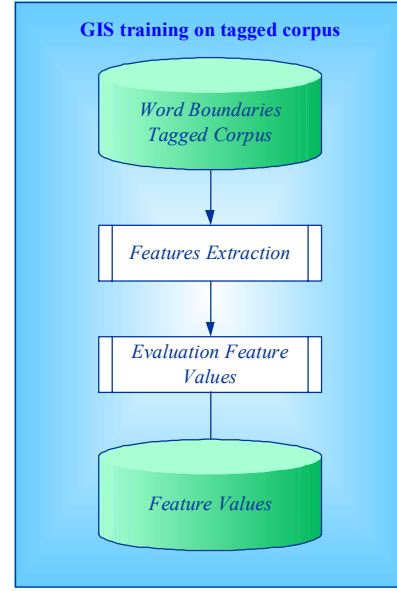 GIS training on tagged corpus
Word Boundaries
Tagged Corpus
Features Extraction
Evaluation Feature
Values
Feature Values